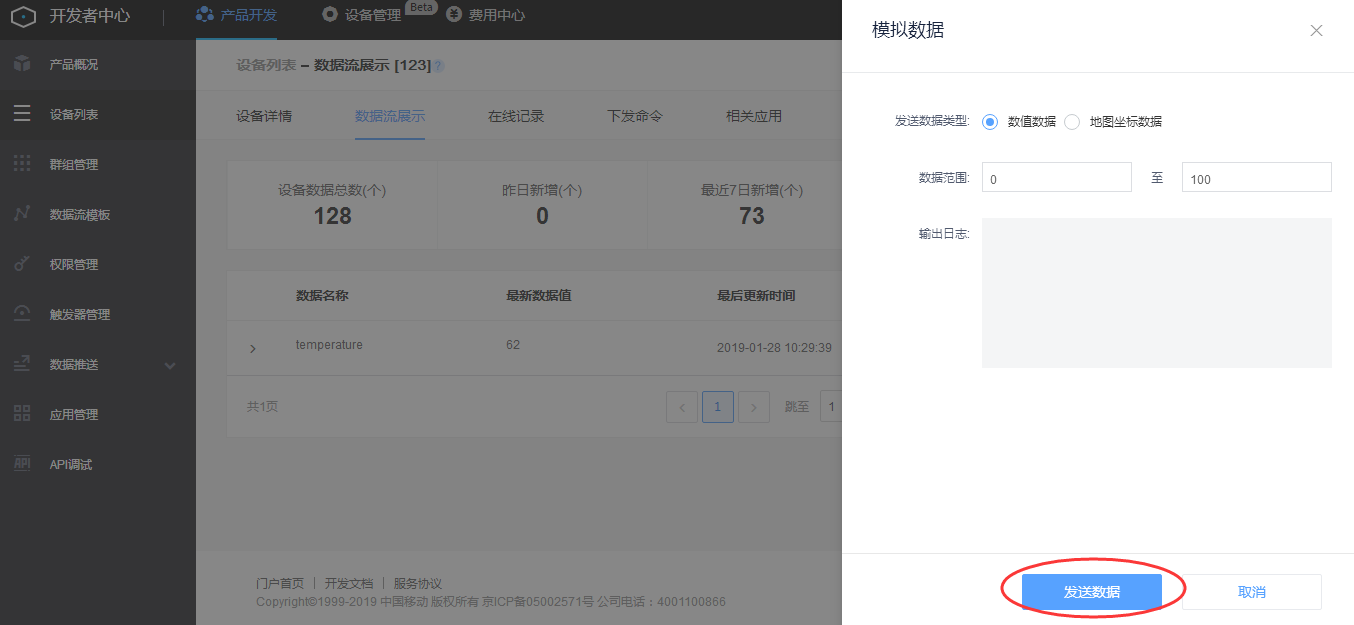 开发者中心
产品开发
设备管理
Beta
费用中心
产品概况
设备列表
群组管理
数据流模板
权限管理
触发器管理
数据推送
应用管理
API调试
设备列表 – 数据流展示 [123]
?
设备详情
数据流展示
在线记录
下发命令
相关应用
设备数据总数(个)
128
昨日新增(个)
0
最近7日新增(个)
73
数据名称
最新数据值
最后更新时间
temperature
62
2019-01-28 10:29:39
共1页
1
跳至
1
门户首页 | 开发文档 | 服务协议
Copyright©1999-2019 中国移动 版权所有 京ICP备05002571号 公司电话：4001100866
模拟数据
发送数据类型:
数值数据
地图坐标数据
数据范围:
0
至
100
输出日志:
发送数据
取消